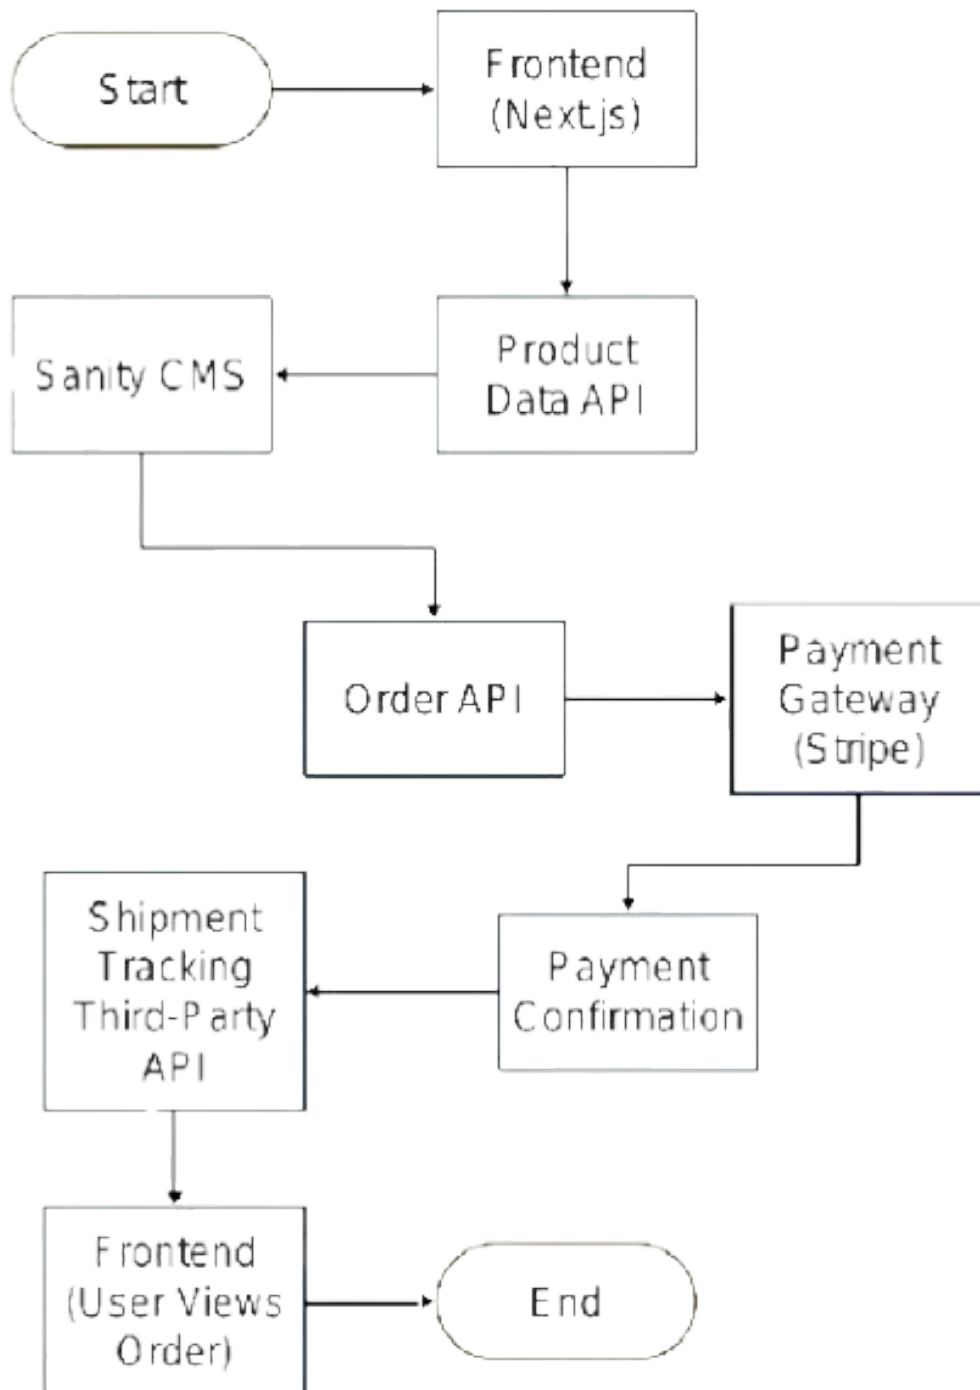 Start
Frontend
(Next.js)
Product
Data API
Sanity CMS
Order API
Payment
Gateway
(Stripe)
Payment
Confirmation
Shipment
Tracking
Third-Party
API
Frontend
(User Views
Order)
End